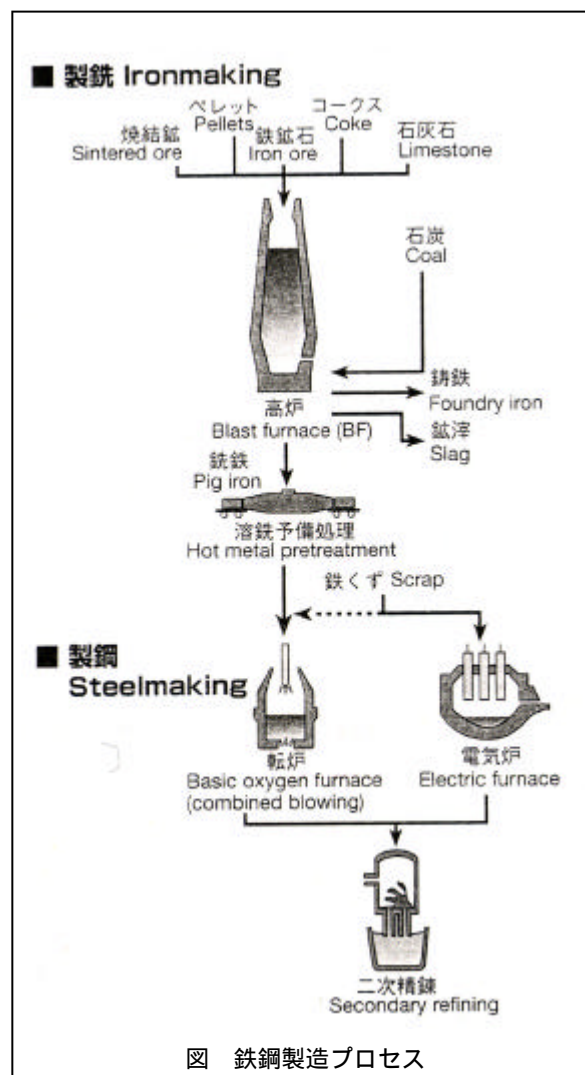 ■ 製銑 Ironmaking
ペレット
Pellets
コークス
Coke
焼結鉱
Sintered ore
鉄鉱石
Iron ore
石灰石
Limestone
石炭
Coal
鋳鉄
Foundry iron
高炉
Blast furnace (BF)
鉱滓
Slag
銑鉄
Pig iron
溶銑予備処理
Hot metal pretreatment
鉄くず Scrap
■ 製鋼
Steelmaking
転炉
Basic oxygen furnace
(combined blowing)
電気炉
Electric furnace
二次精錬
Secondary refining
図 鉄鋼製造プロセス